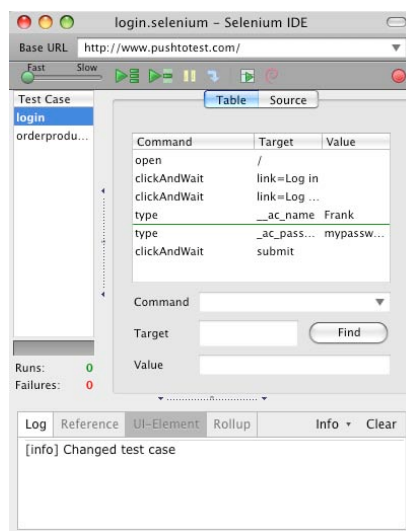 login.selenium - Selenium IDE
Base URL http://www.pushtotest.com/
Fast Slow
Test Case
login
orderprodu...
Table Source
Command Target Value
open /
clickAndWait link=Log in
clickAndWait link=Log ...
type __ac_name Frank
type _ac_pass... mypassw...
clickAndWait submit
Command
Target Find
Value
Runs: 0
Failures: 0
Log Reference UI-Element Rollup Info Clear
[info] Changed test case